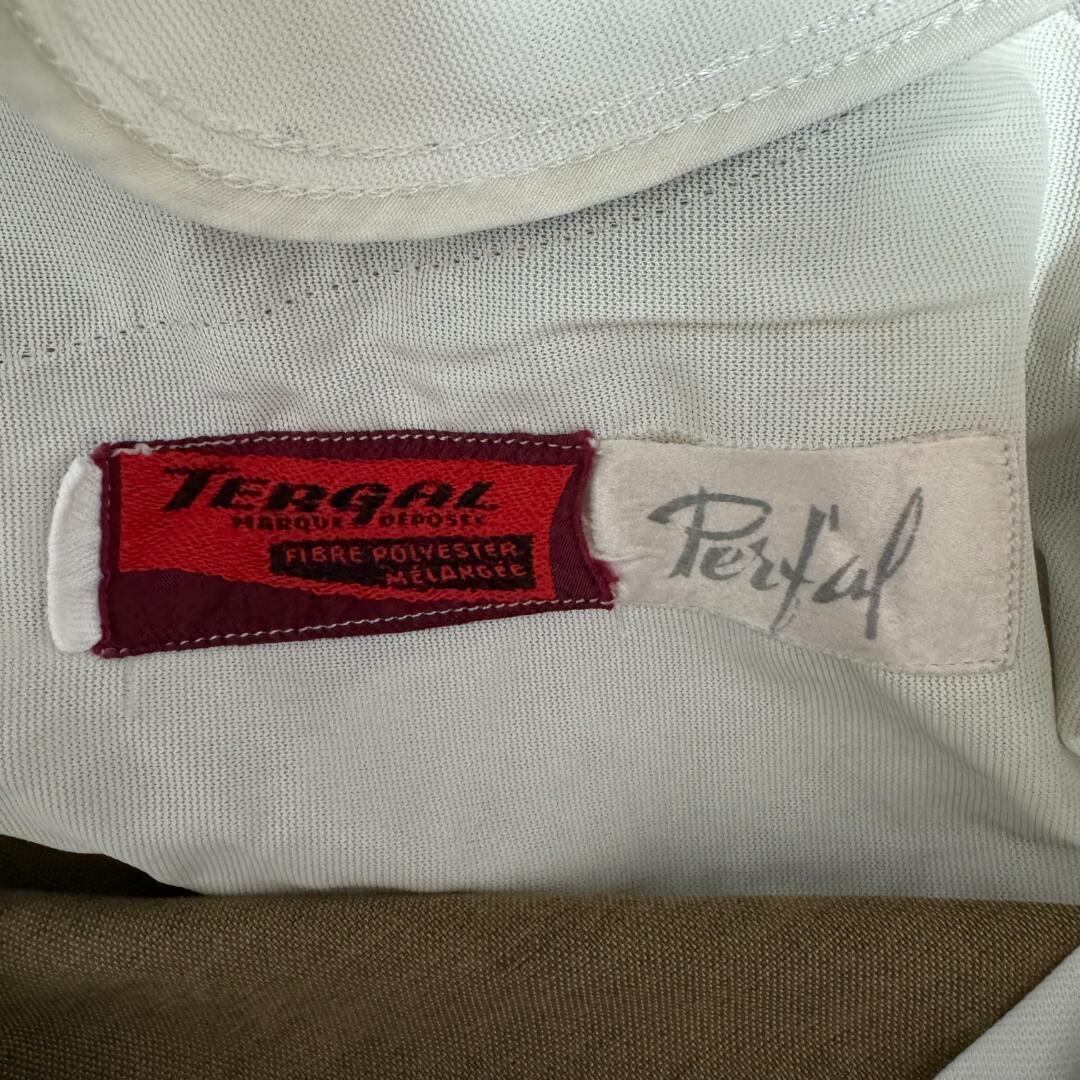 TERGAL
MARQUE DÉPOSÉE
FIBRE POLYESTER
MÉLANGÉE
Perfal